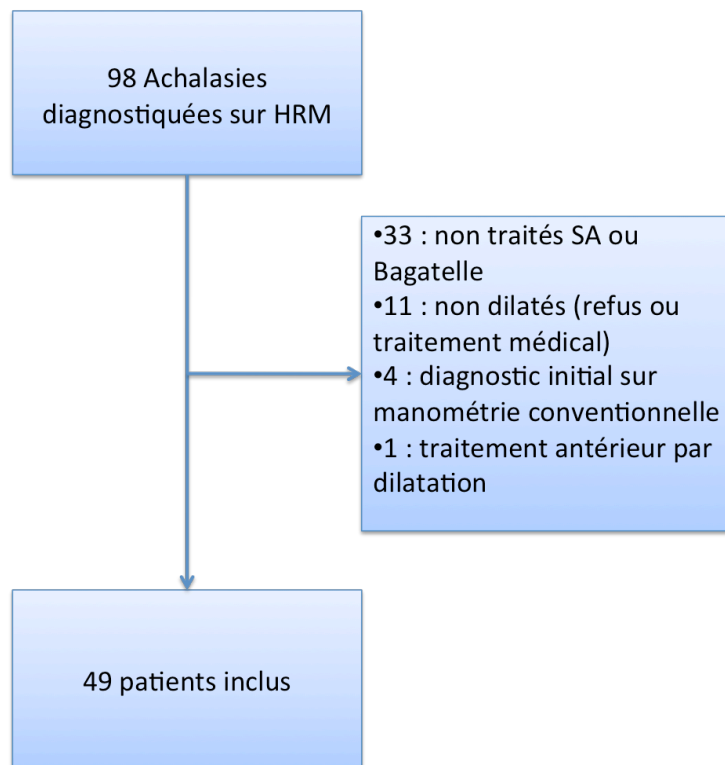 98 Achalasies
diagnostiquées sur HRM
•33 : non traités SA ou
Bagatelle
•11 : non dilatés (refus ou
traitement médical)
•4 : diagnostic initial sur
manométrie conventionnelle
•1 : traitement antérieur par
dilatation
49 patients inclus